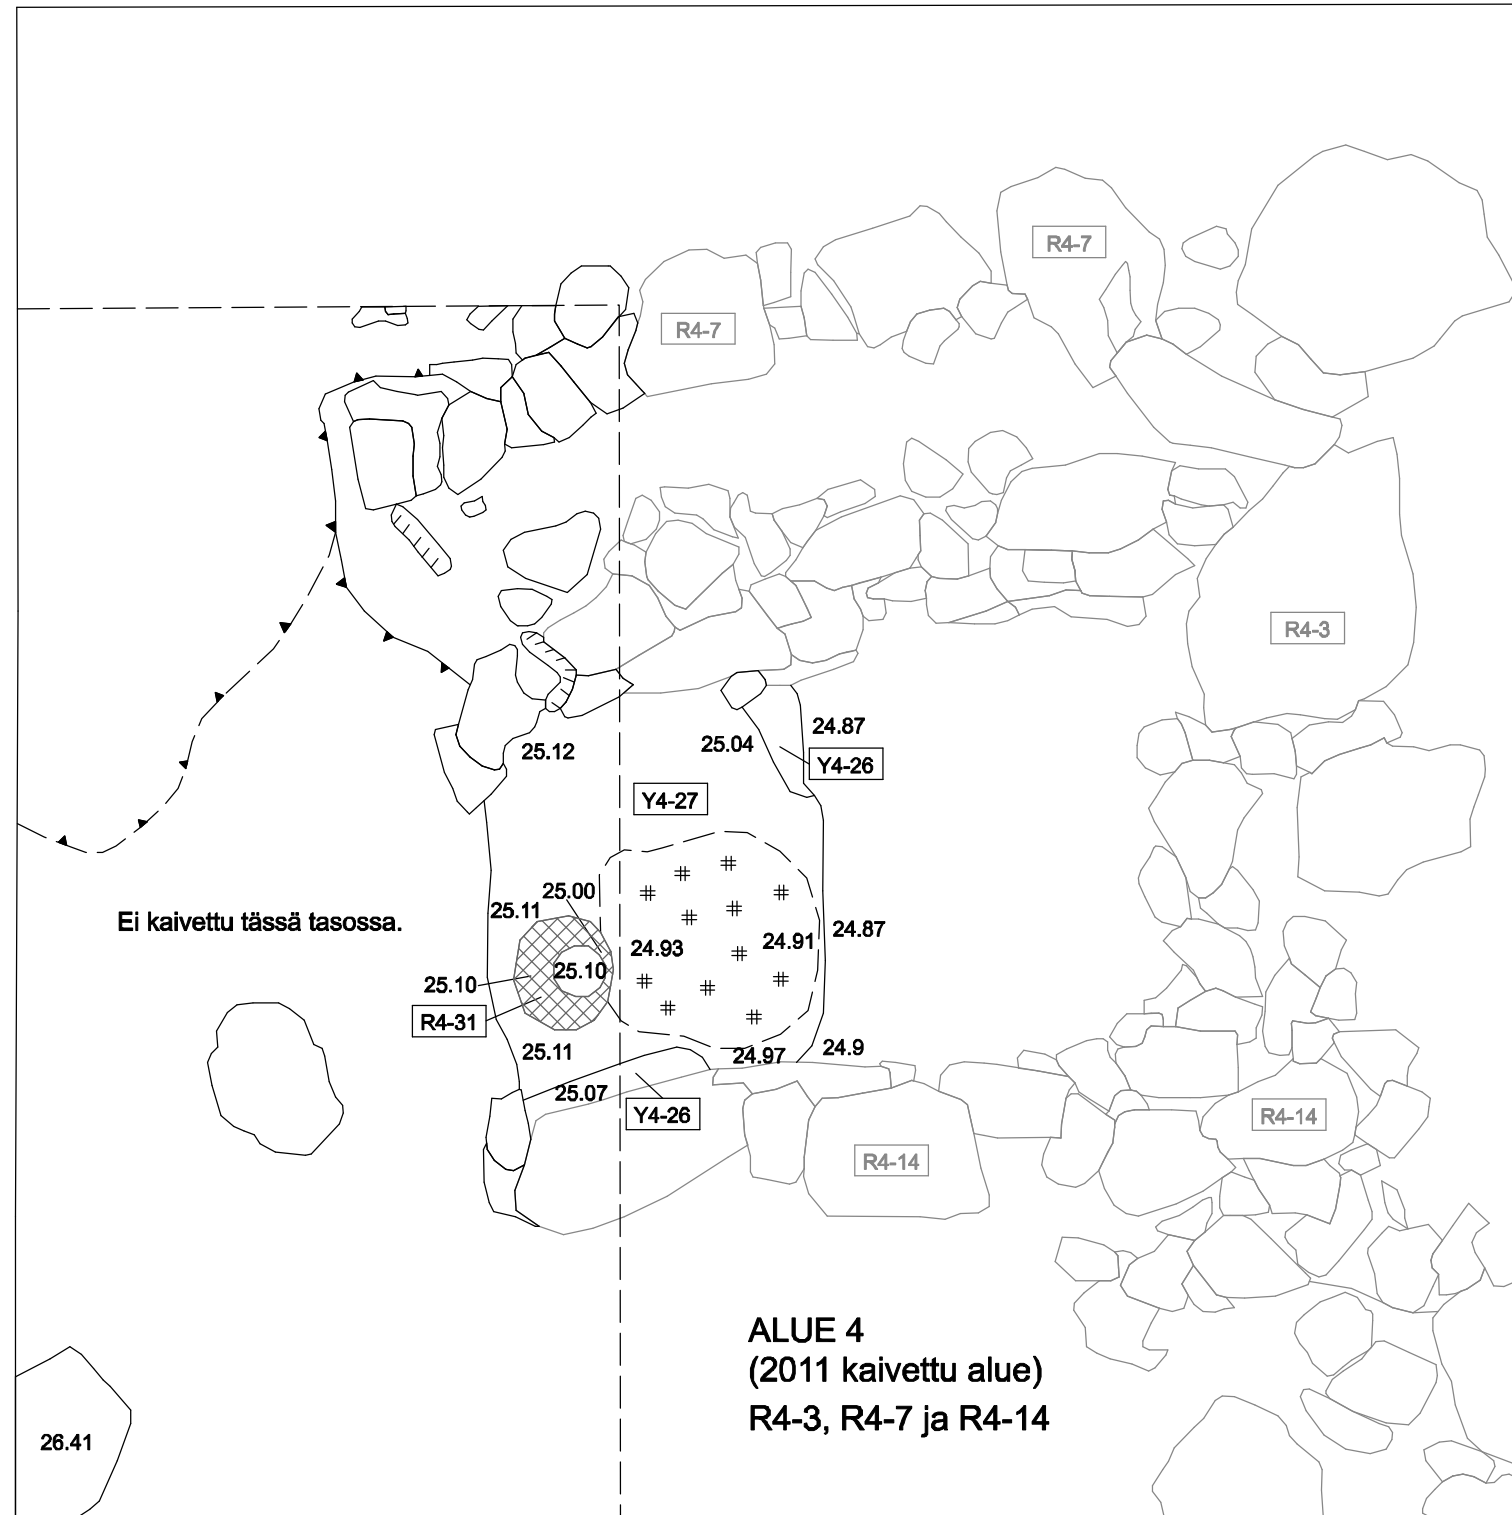 R4-7
R4-7
R4-3
24.87
25.04
25.12
Y4-26
Y4-27
25.00
25.11
Ei kaivettu tässä tasossa.
24.93
24.91
24.87
25.10
25.10
R4-31
25.11
24.97
24.9
25.07
Y4-26
R4-14
R4-14
ALUE 4
(2011 kaivettu alue)
R4-3, R4-7 ja R4-14
26.41